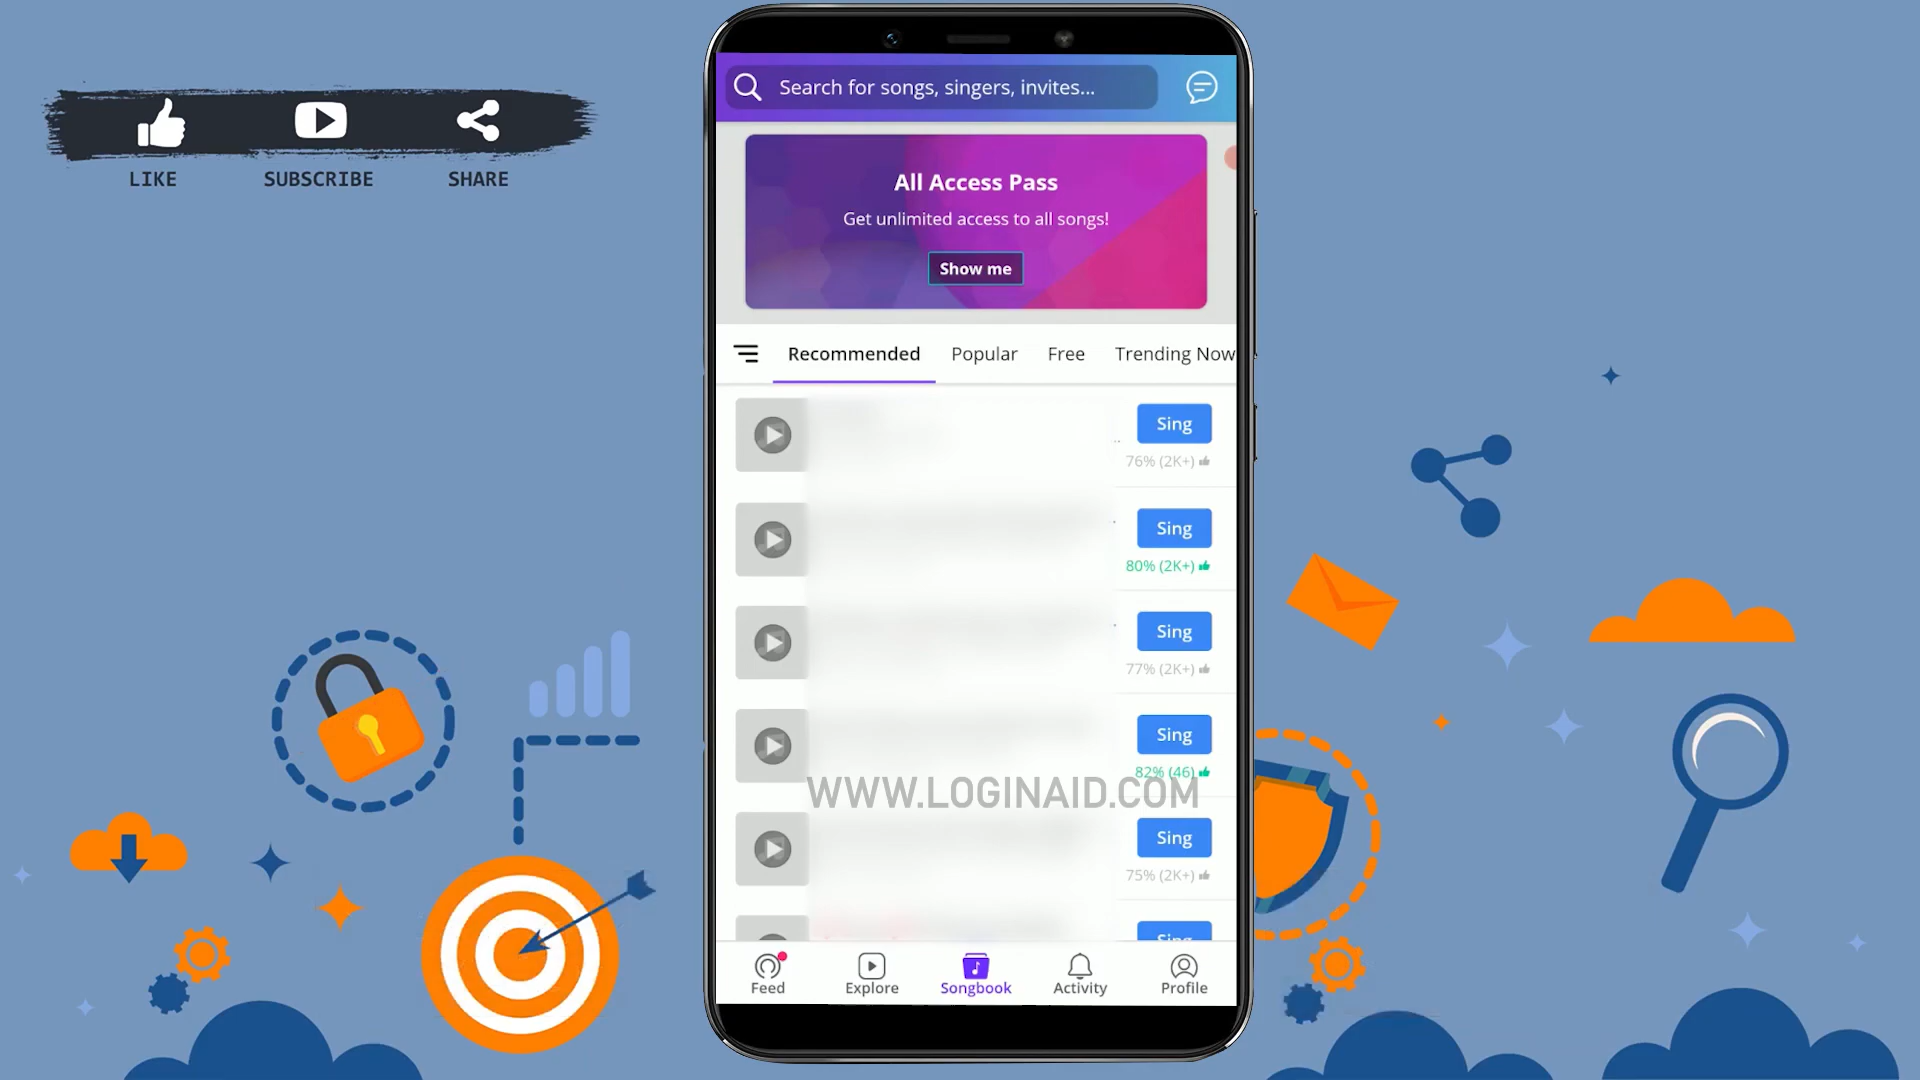 LIKE
SUBSCRIBE
SHARE
Search for songs, singers, invites...
All Access Pass
Get unlimited access to all songs!
Show me
Recommended
Popular
Free
Trending Now
Sing
76% (2K+)
Sing
80% (2K+)
Sing
77% (2K+)
Sing
82% (46)
WWW.LOGINAID.COM
Sing
75% (2K+)
Sing
Feed
Explore
Songbook
Activity
Profile